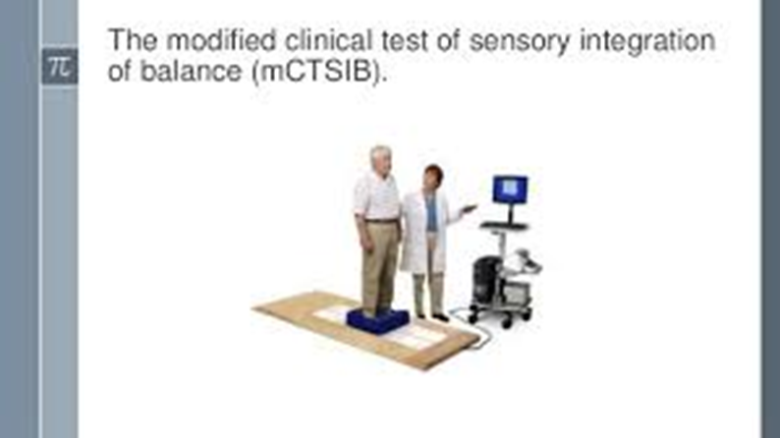 The modified clinical test of sensory integration
π
of balance (mCTSIB).